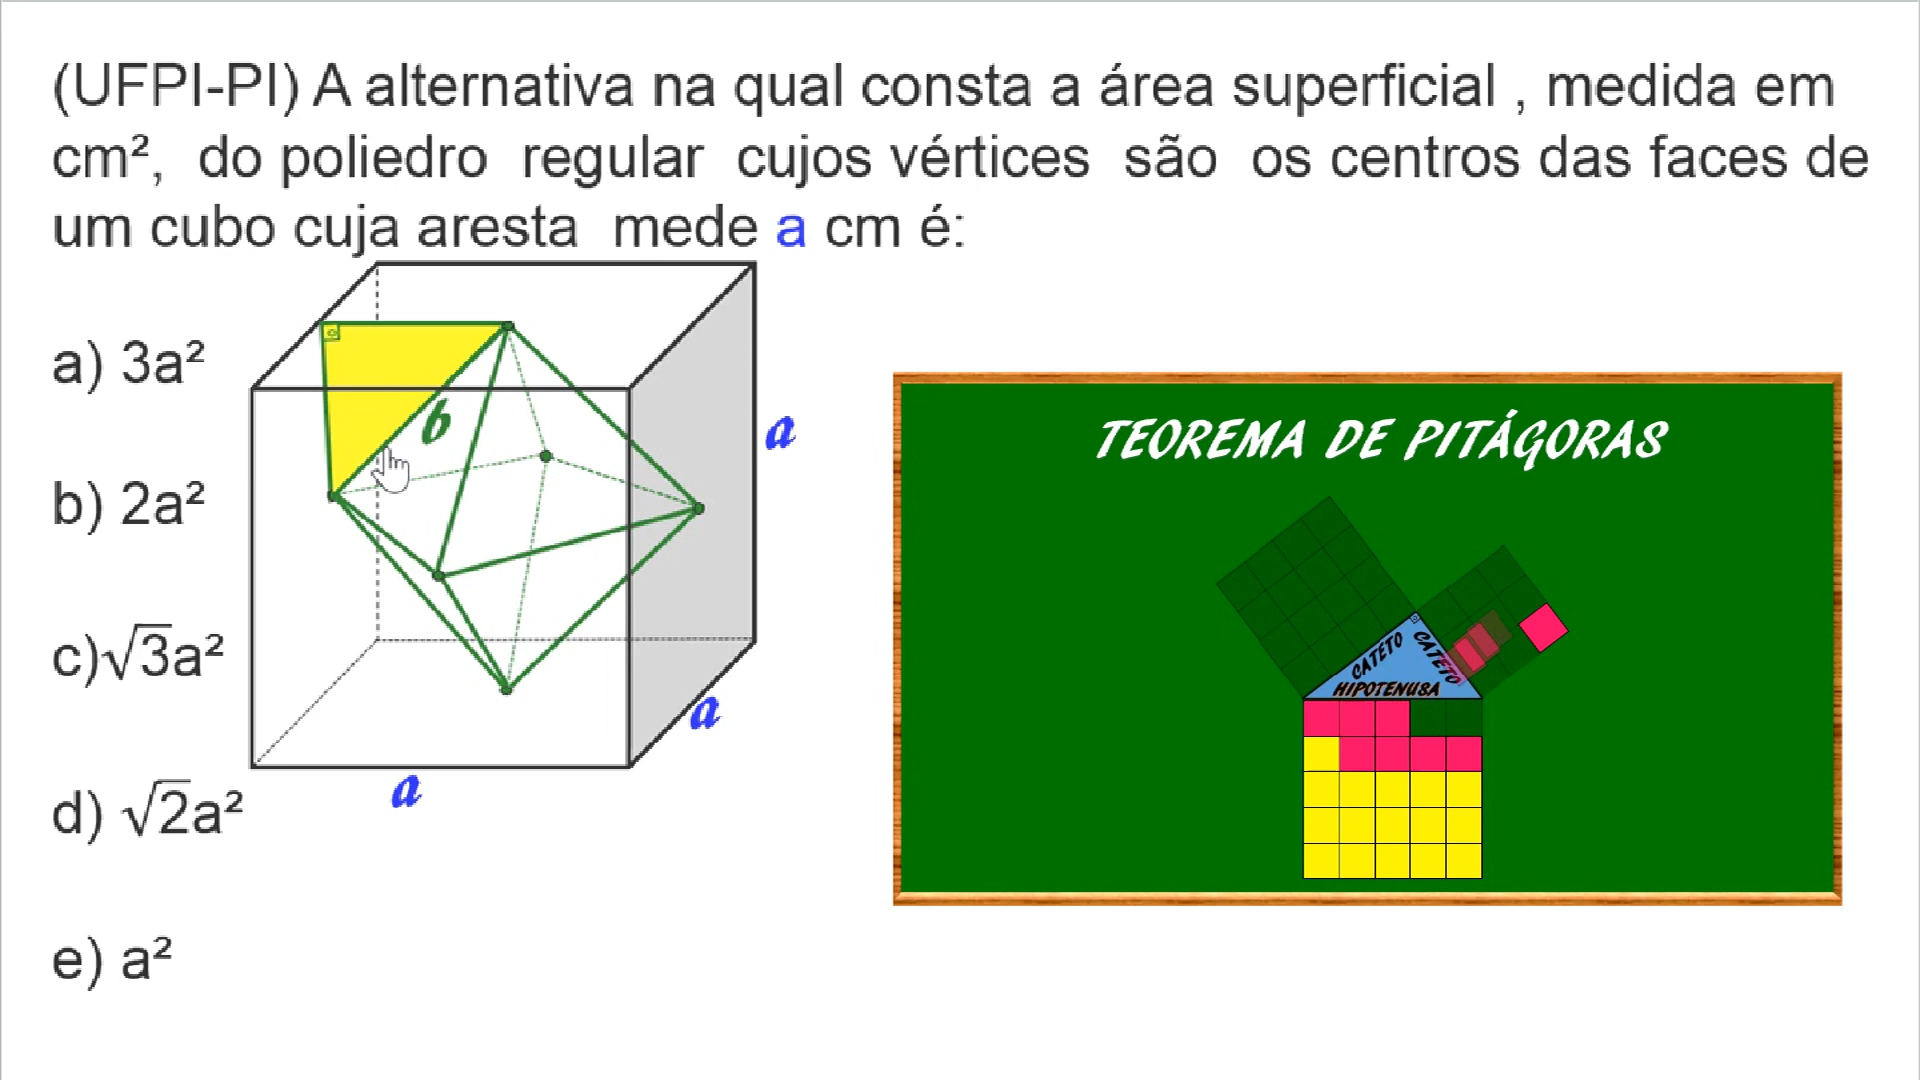 (UFPI-PI) A alternativa na qual consta a área superficial , medida em
cm², do poliedro regular cujos vértices são os centros das faces de
um cubo cuja aresta mede a cm é:
a) 3a²
b) 2a²
c)√3a²
d) √2a²
e) a²
b
a
a
a
TEOREMA DE PITÁGORAS
CATETO
CATETO
HIPOTENUSA